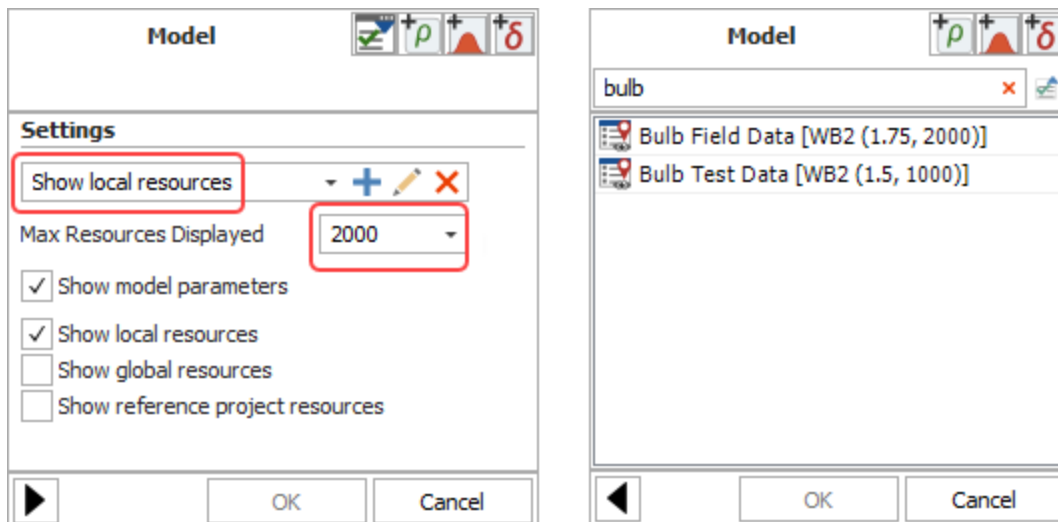 Model
+ρ + +δ
Settings
Show local resources
Max Resources Displayed 2000
Show model parameters
Show local resources
Show global resources
Show reference project resources
OK Cancel
Model
+ρ + +δ
bulb
Bulb Field Data [WB2 (1.75, 2000)]
Bulb Test Data [WB2 (1.5, 1000)]
OK Cancel